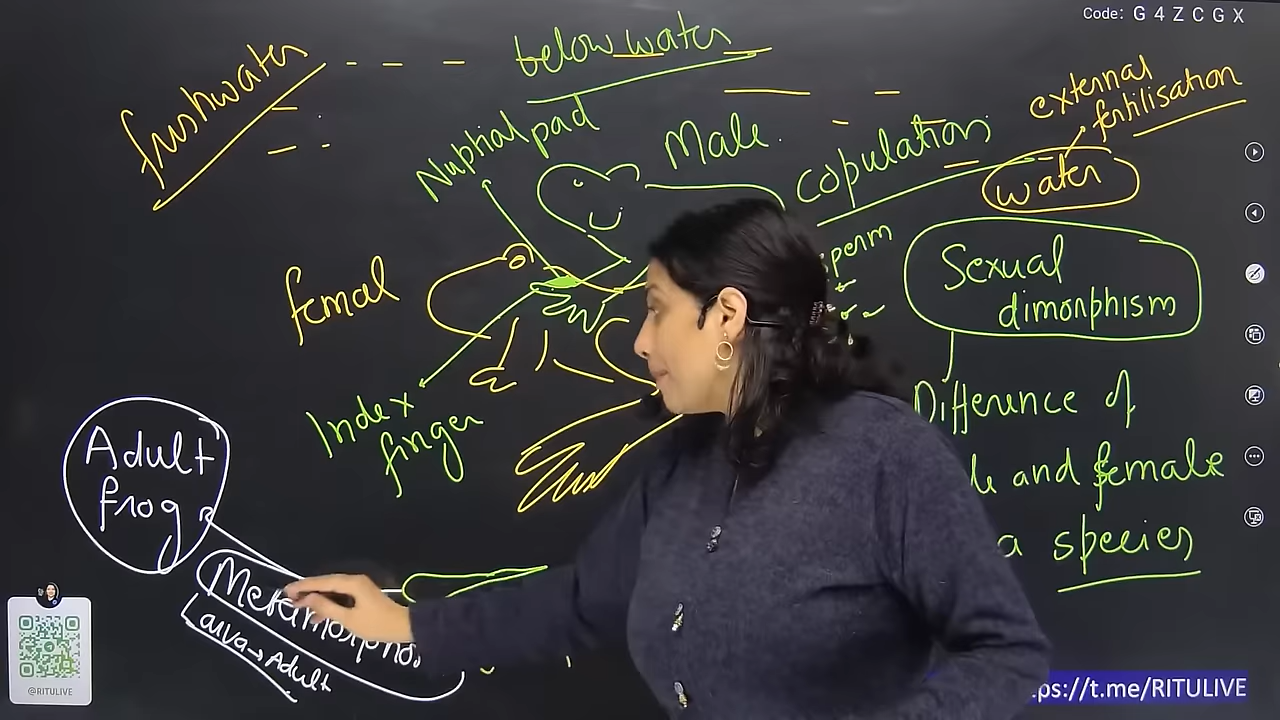 Code: G 4 Z C G X
below water
freshwater
external
fertilisation
Nuptial pad
Male.
copulation
water
Sexual
dimorphism
femal
Index
finger
Difference of
and female
a species
Adult
frog
Larva → Adult
@RITULIVE
t.me/RITULIVE